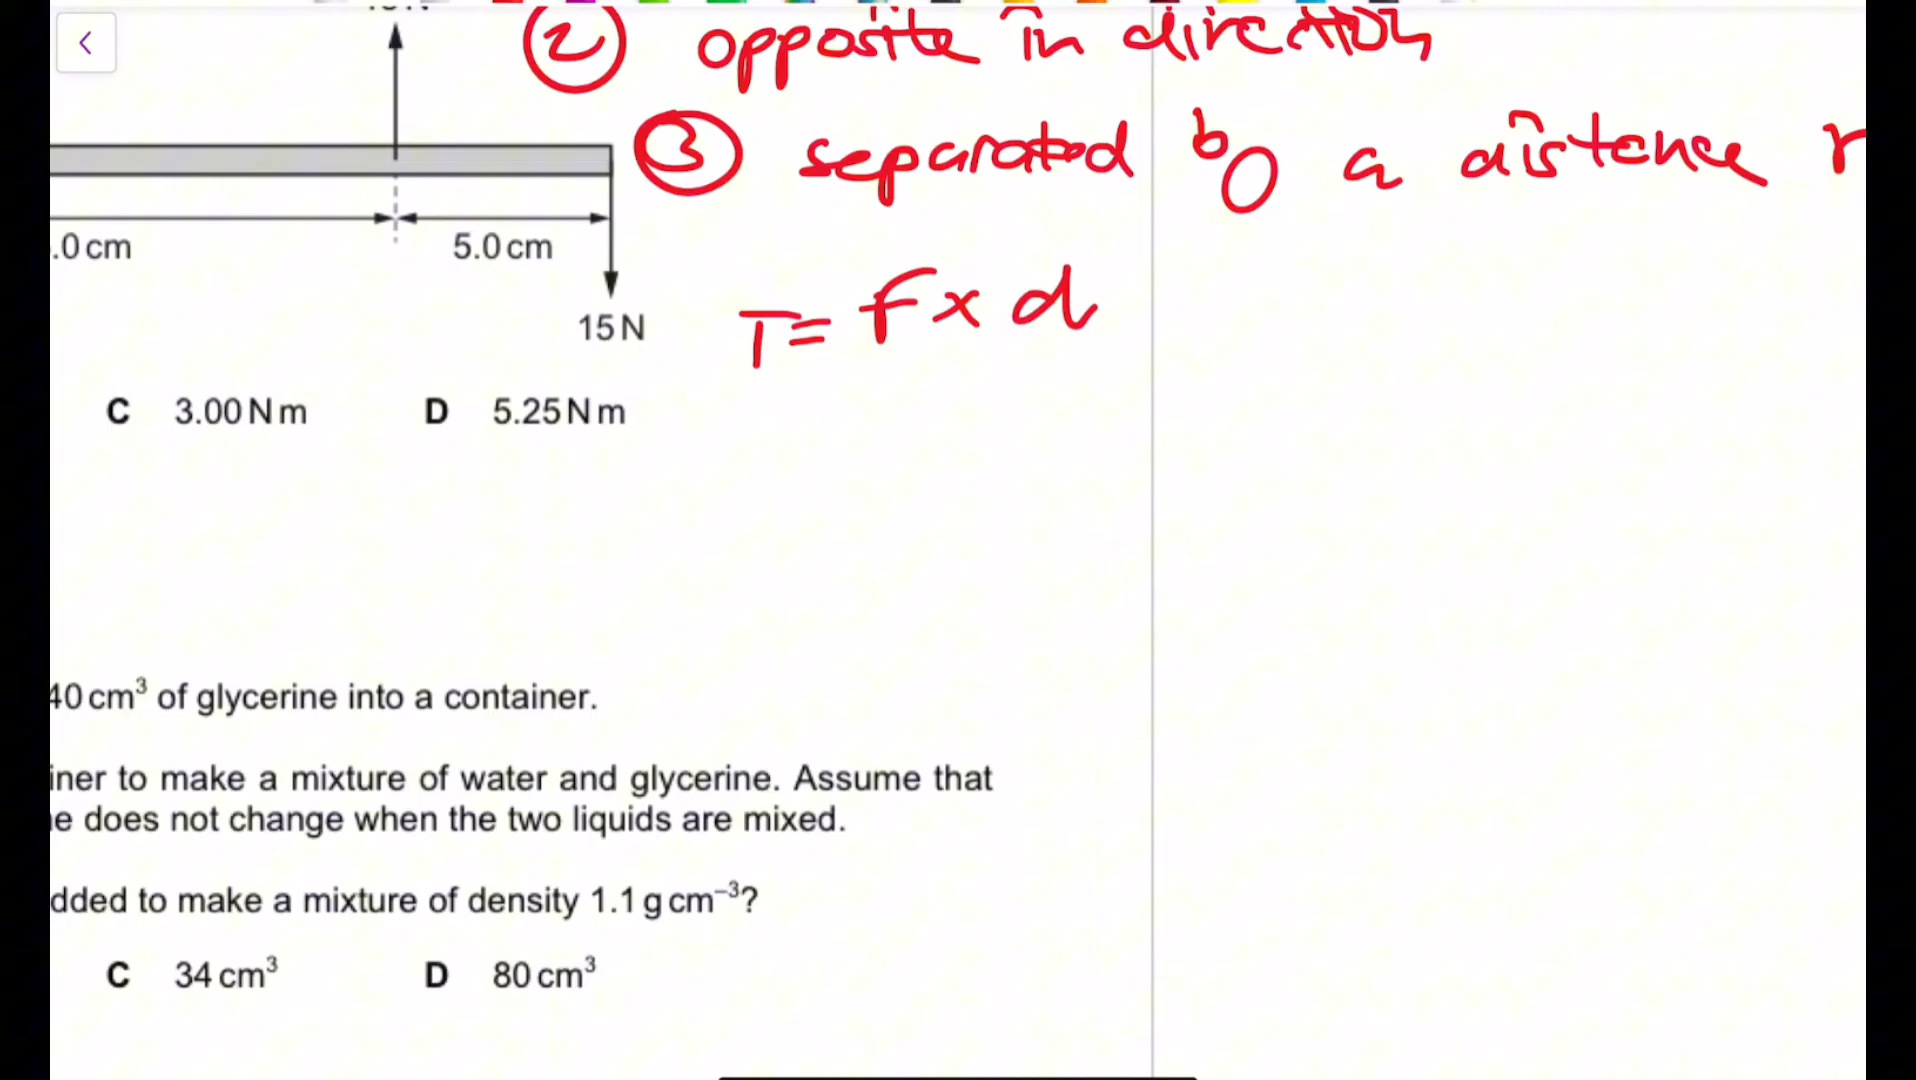 ② opposite in direction
③ separated by a distance r
.0 cm
5.0 cm
15 N
T = F x d
C 3.00 N m D 5.25 N m
40 cm³ of glycerine into a container.
iner to make a mixture of water and glycerine. Assume that
e does not change when the two liquids are mixed.
dded to make a mixture of density 1.1 g cm⁻³?
C 34 cm³ D 80 cm³